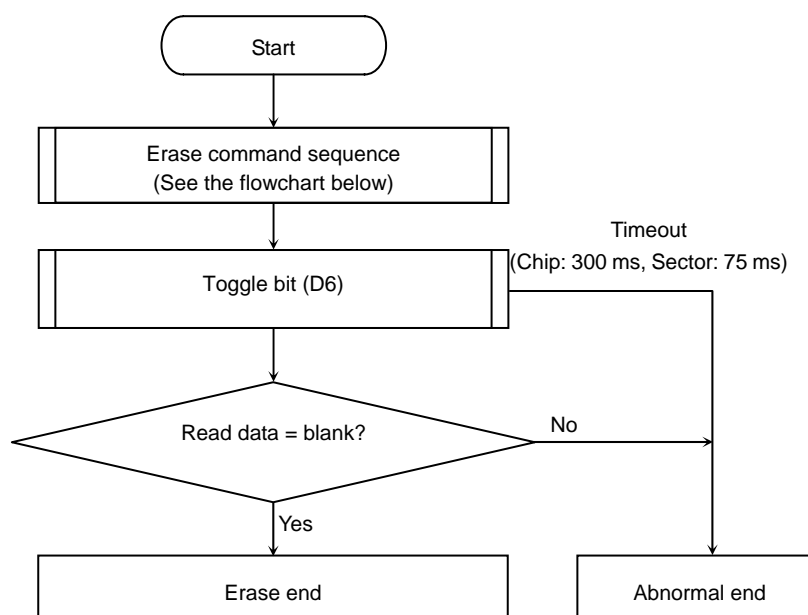 Start
Erase command sequence
(See the flowchart below)
Timeout
(Chip: 300 ms, Sector: 75 ms)
Toggle bit (D6)
Read data = blank?
No
Yes
Erase end
Abnormal end